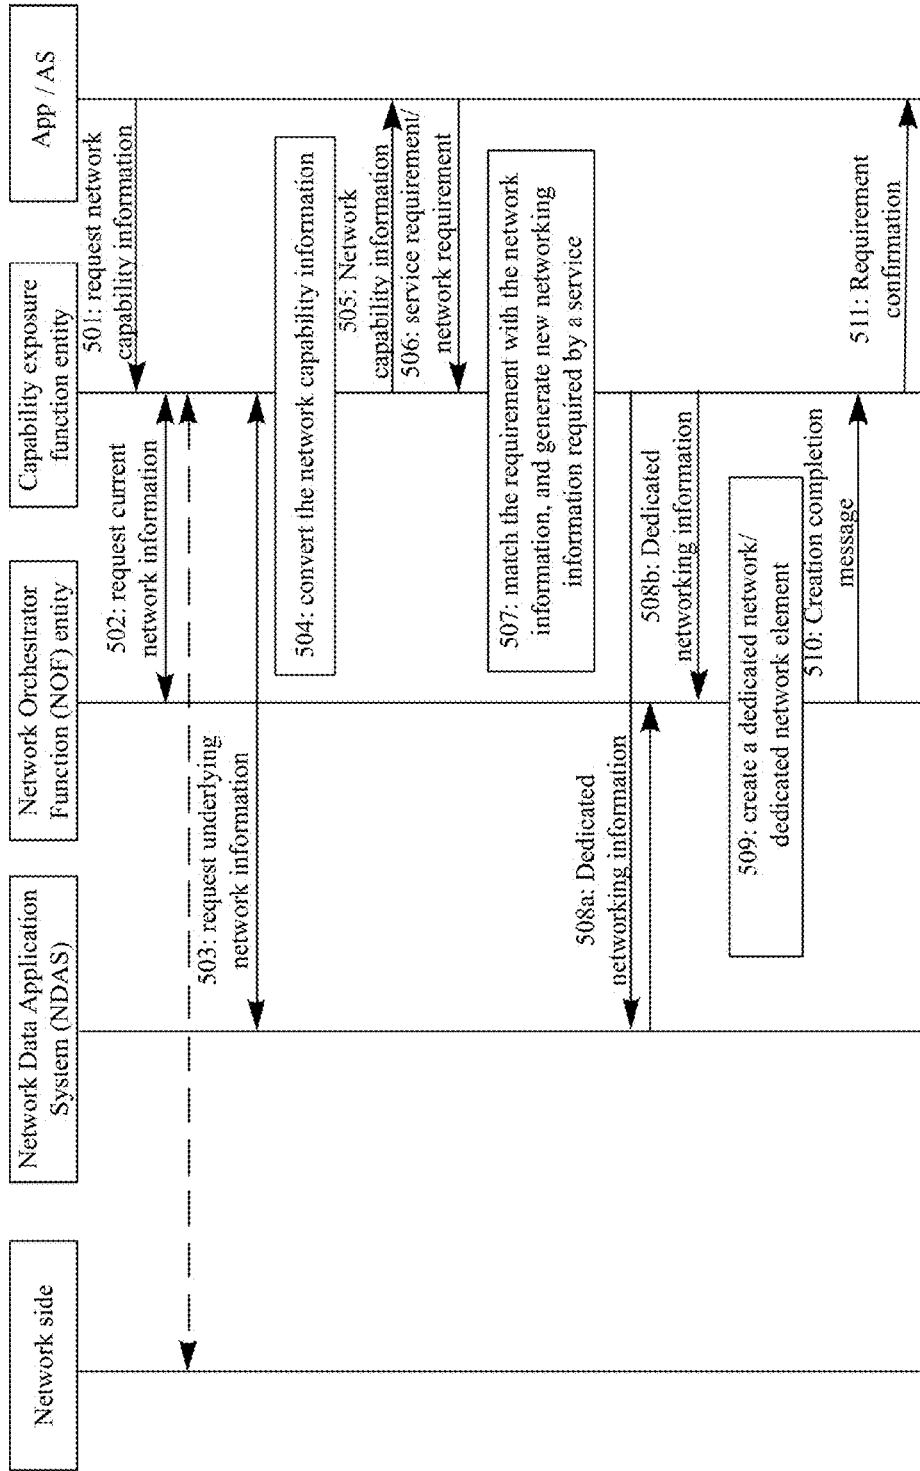 Network side
Network Data Application
System (NDAS)
Network Orchestrator
Function (NOF) entity
Capability exposure
function entity
App / AS
501: request network
capability information
502: request current
network information
503: request underlying
network information
504: convert the network capability information
505: Network
capability information
506: service requirement/
network requirement
507: match the requirement with the network
information, and generate new networking
information required by a service
508a: Dedicated
networking information
508b: Dedicated
networking information
509: create a dedicated network/
dedicated network element
510: Creation completion
message
511: Requirement
confirmation